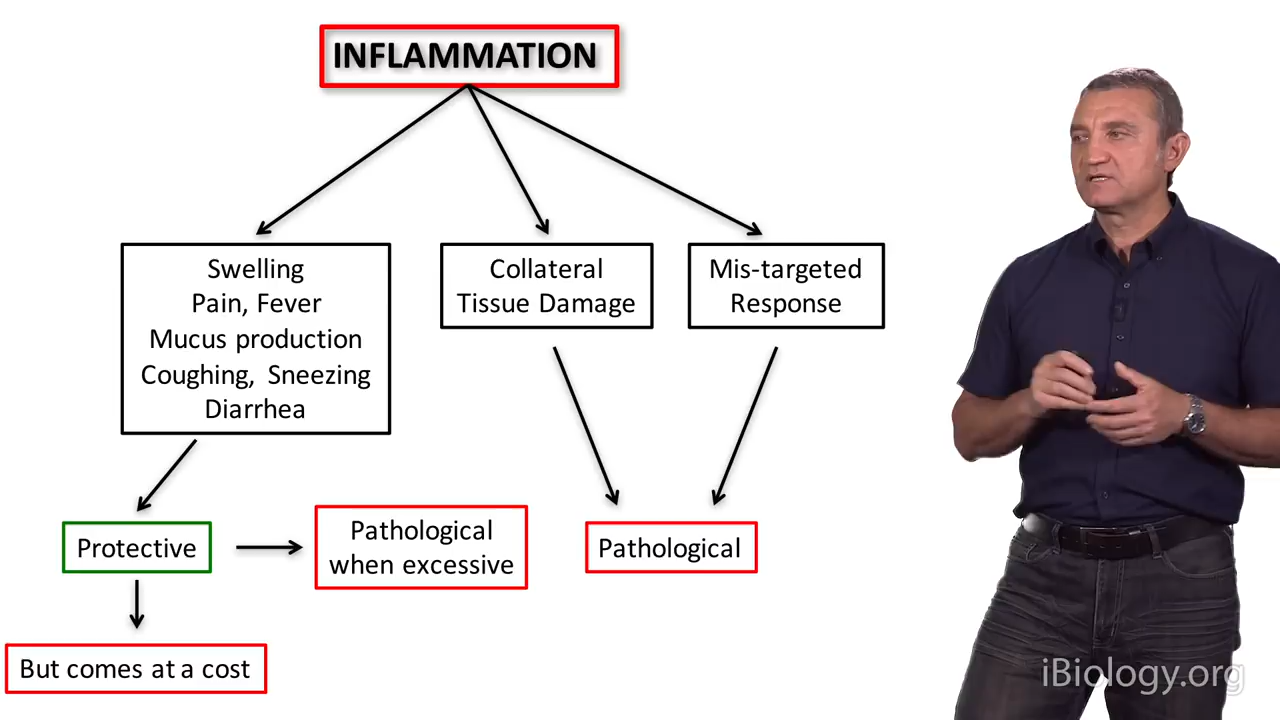 INFLAMMATION
Swelling
Pain, Fever
Mucus production
Coughing, Sneezing
Diarrhea
Collateral
Tissue Damage
Mis-targeted
Response
Protective
Pathological
when excessive
Pathological
But comes at a cost
iBiology.org